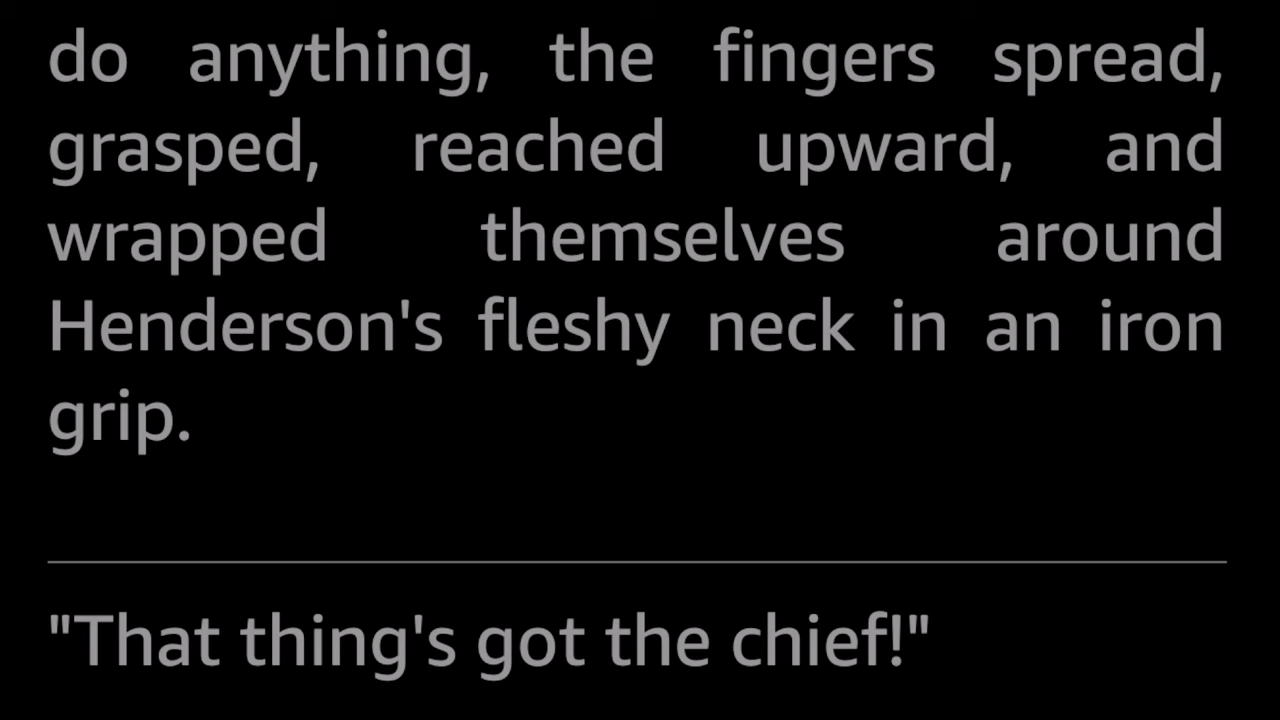 do anything, the fingers spread,
grasped, reached upward, and
wrapped themselves around
Henderson's fleshy neck in an iron
grip.
"That thing's got the chief!"